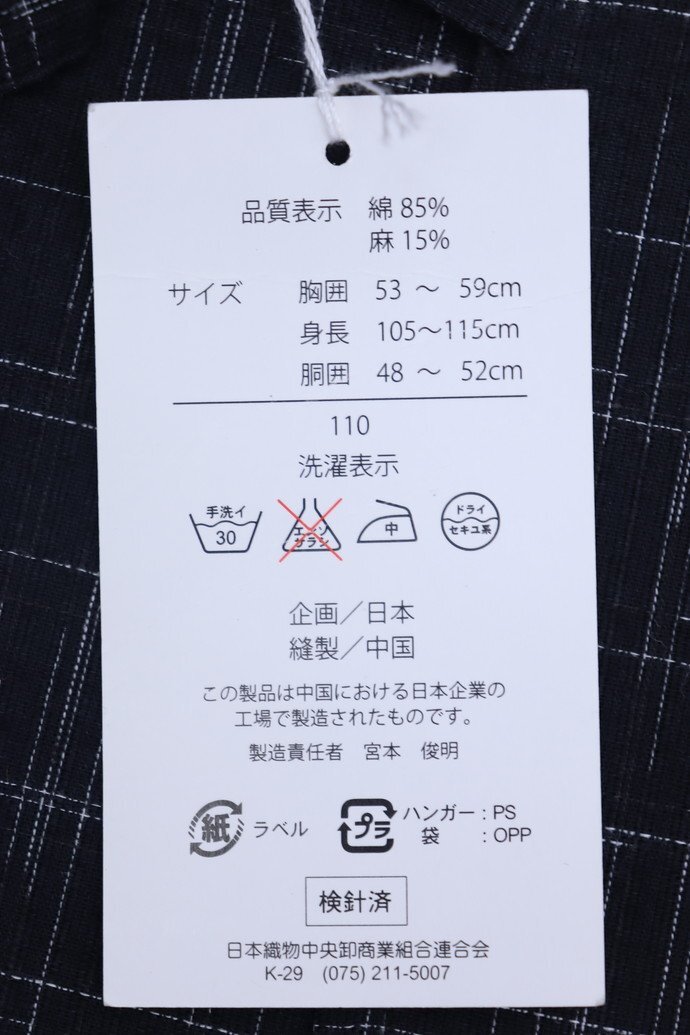 品質表示 綿 85%
麻 15%
サイズ 胸囲 53 ～ 59cm
身長 105～115cm
胴囲 48 ～ 52cm
110
洗濯表示
手洗イ
30
エンソ
サラシ
中
ドライ
セキユ系
企画／日本
縫製／中国
この製品は中国における日本企業の
工場で製造されたものです。
製造責任者 宮本 俊明
紙 ラベル
プラ ハンガー : PS
袋 : OPP
検針済
日本織物中央卸商業組合連合会
K-29 (075) 211-5007